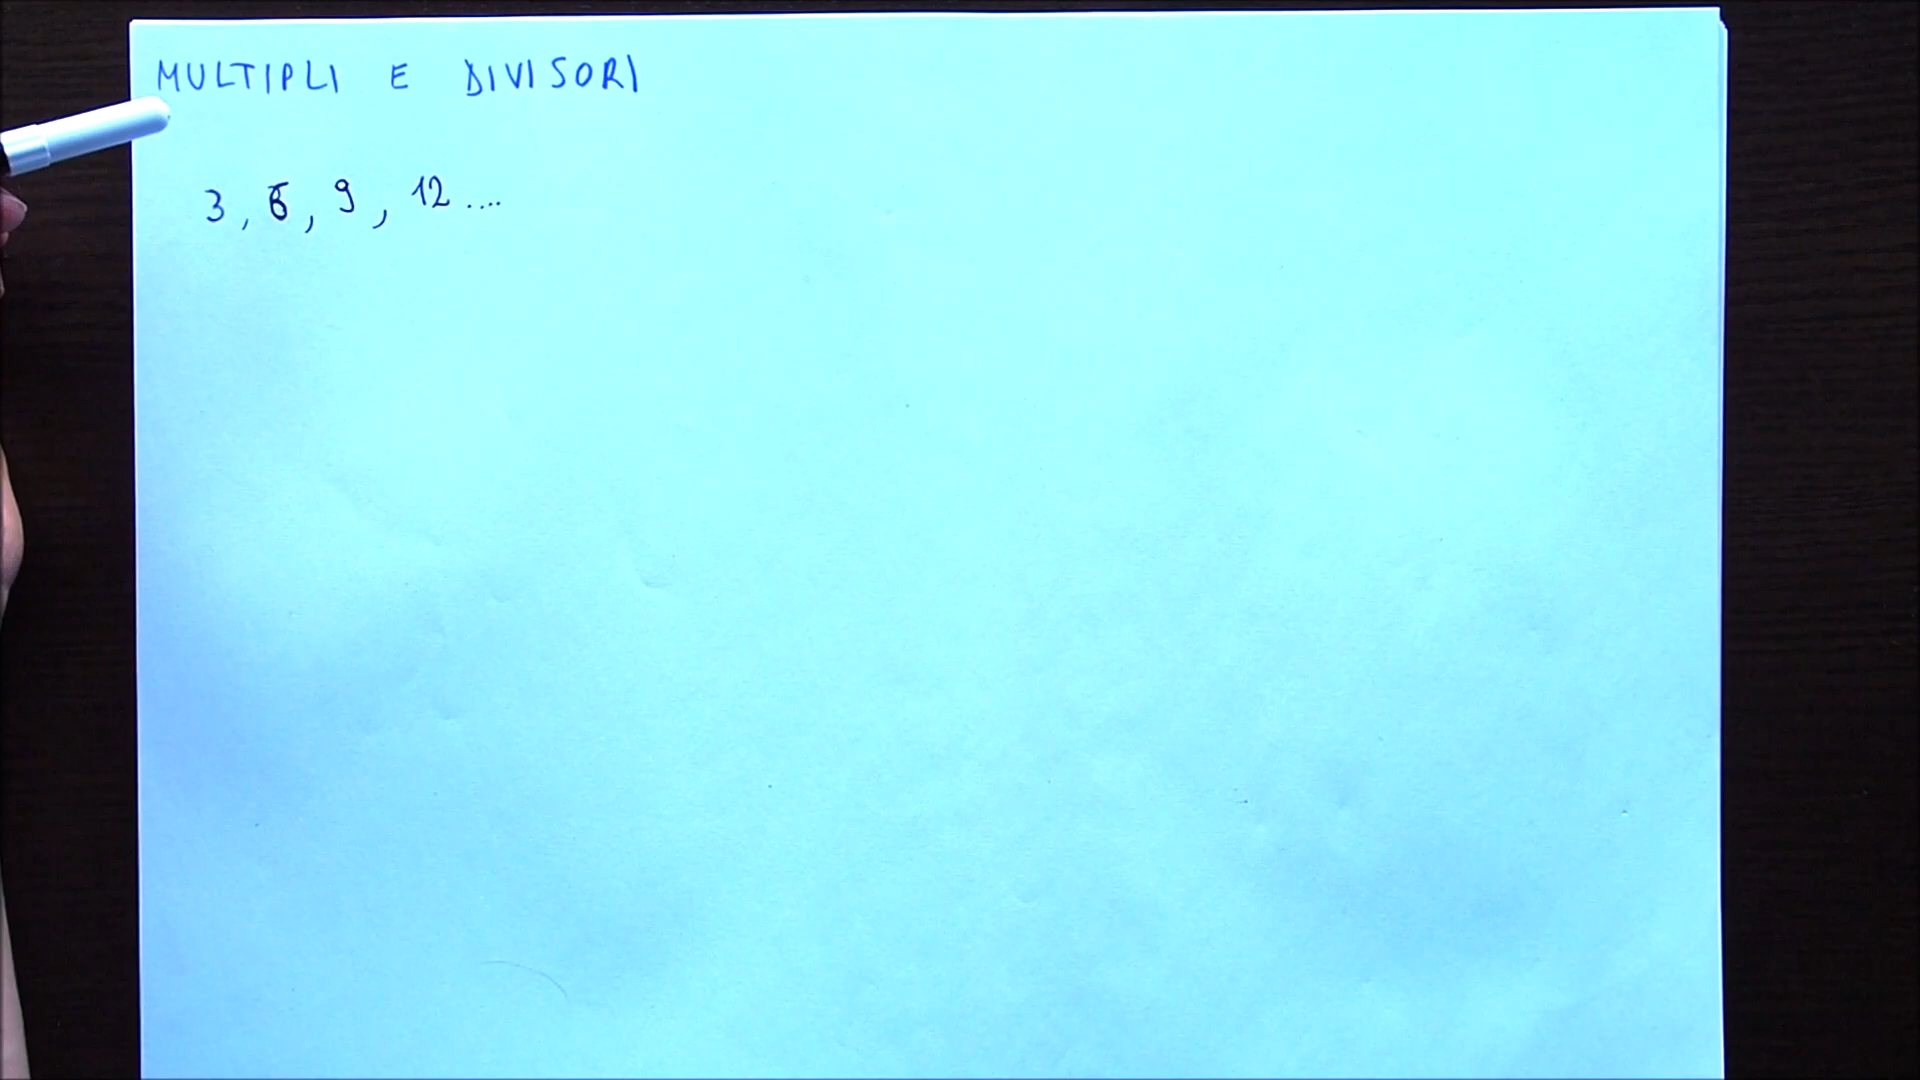 MULTIPLI E DIVISORI
3, 6, 9, 12....